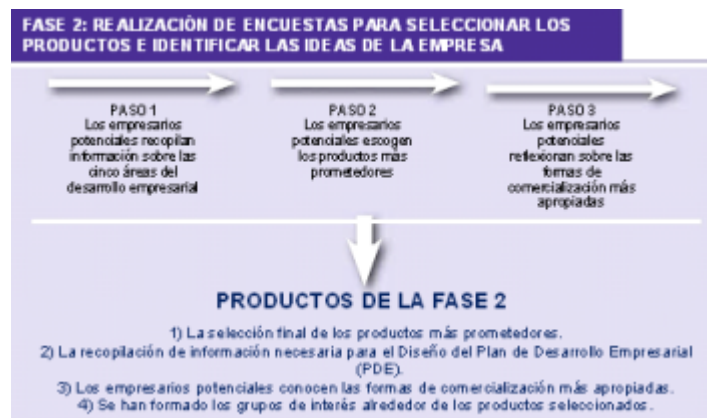 FASE 2: REALIZACIÓN DE ENCUESTAS PARA SELECCIONAR LOS
PRODUCTOS E IDENTIFICAR LAS IDEAS DE LA EMPRESA
PASO 1
Los empresarios
potenciales recopilan
información sobre las
cinco áreas del
desarrollo empresarial
PASO 2
Los empresarios
potenciales escogen
los productos más
prometedores
PASO 3
Los empresarios
potenciales
reflexionan sobre las
formas de
comercialización más
apropiadas
PRODUCTOS DE LA FASE 2
1) La selección final de los productos más prometedores.
2) La recopilación de información necesaria para el Diseño del Plan de Desarrollo Empresarial
(PDE).
3) Los empresarios potenciales conocen las formas de comercialización más apropiadas.
4) Se han formado los grupos de interés alrededor de los productos seleccionados.